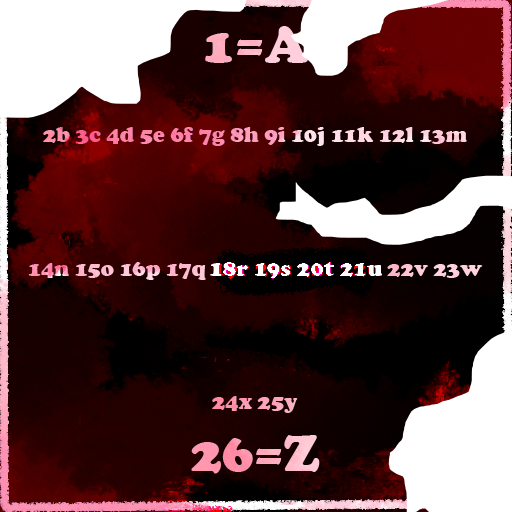 1=A
2b 3c 4d 5e 6f 7g 8h 9i 10j 11k 12l 13m
14n 15o 16p 17q 18r 19s 20t 21u 22v 23w
24x 25y
26=Z